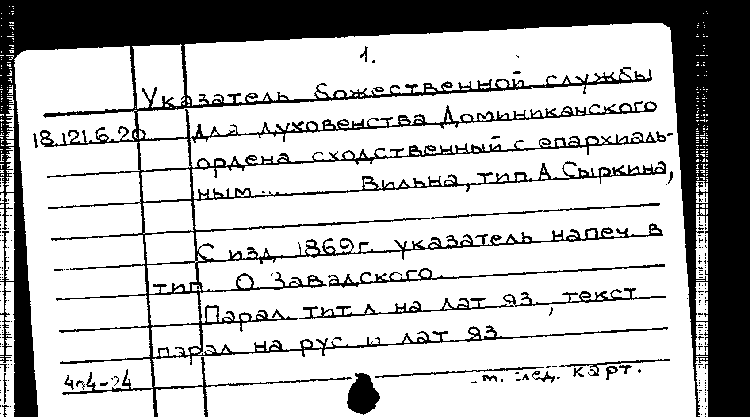 1.
Указатель божественной службы
18.121.6.20 для духовенства Доминиканского
ордена сходственный с епархиаль-
ным... Вильна, тип. А. Сыркина,
С изд. 1869г. указатель напеч. в
тип. О. Завадского.
Парал. тит. л. на лат. яз., текст
парал. на рус. и лат. яз.
404-24 см. след. карт.